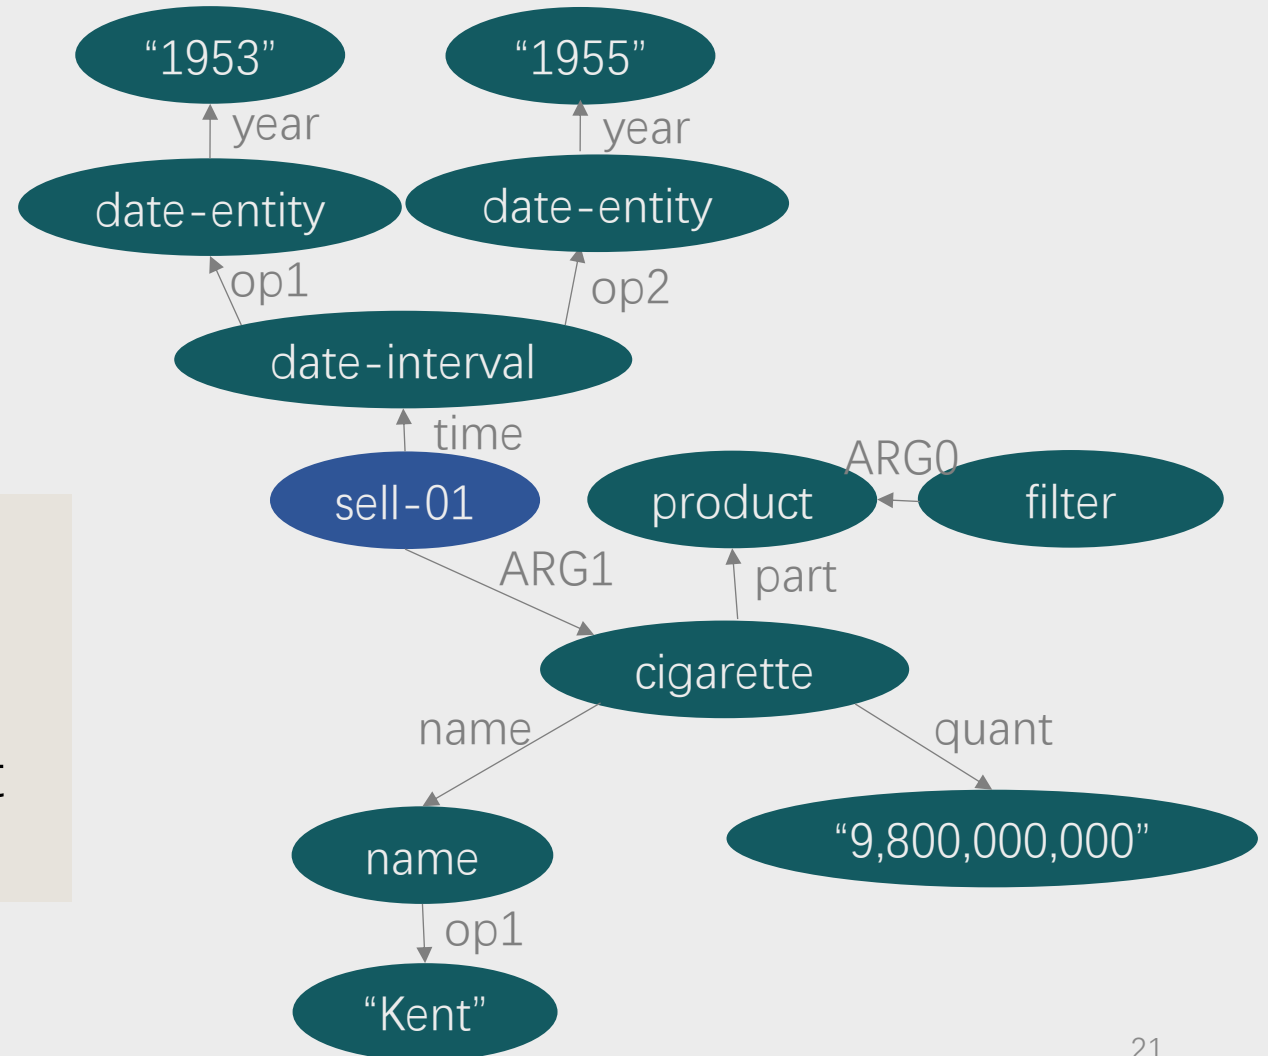 “1953”
“1955”
year
year
date-entity
date-entity
op1
op2
date-interval
time
ARG0
sell-01
product
filter
ARG1
part
cigarette
name
quant
t
“9,800,000,000”
name
op1
“Kent”
21